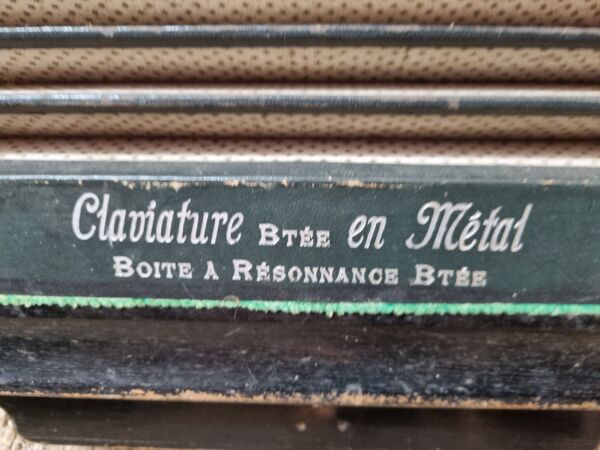 Claviature Btée en Métal
Boite a Résonnance Btée